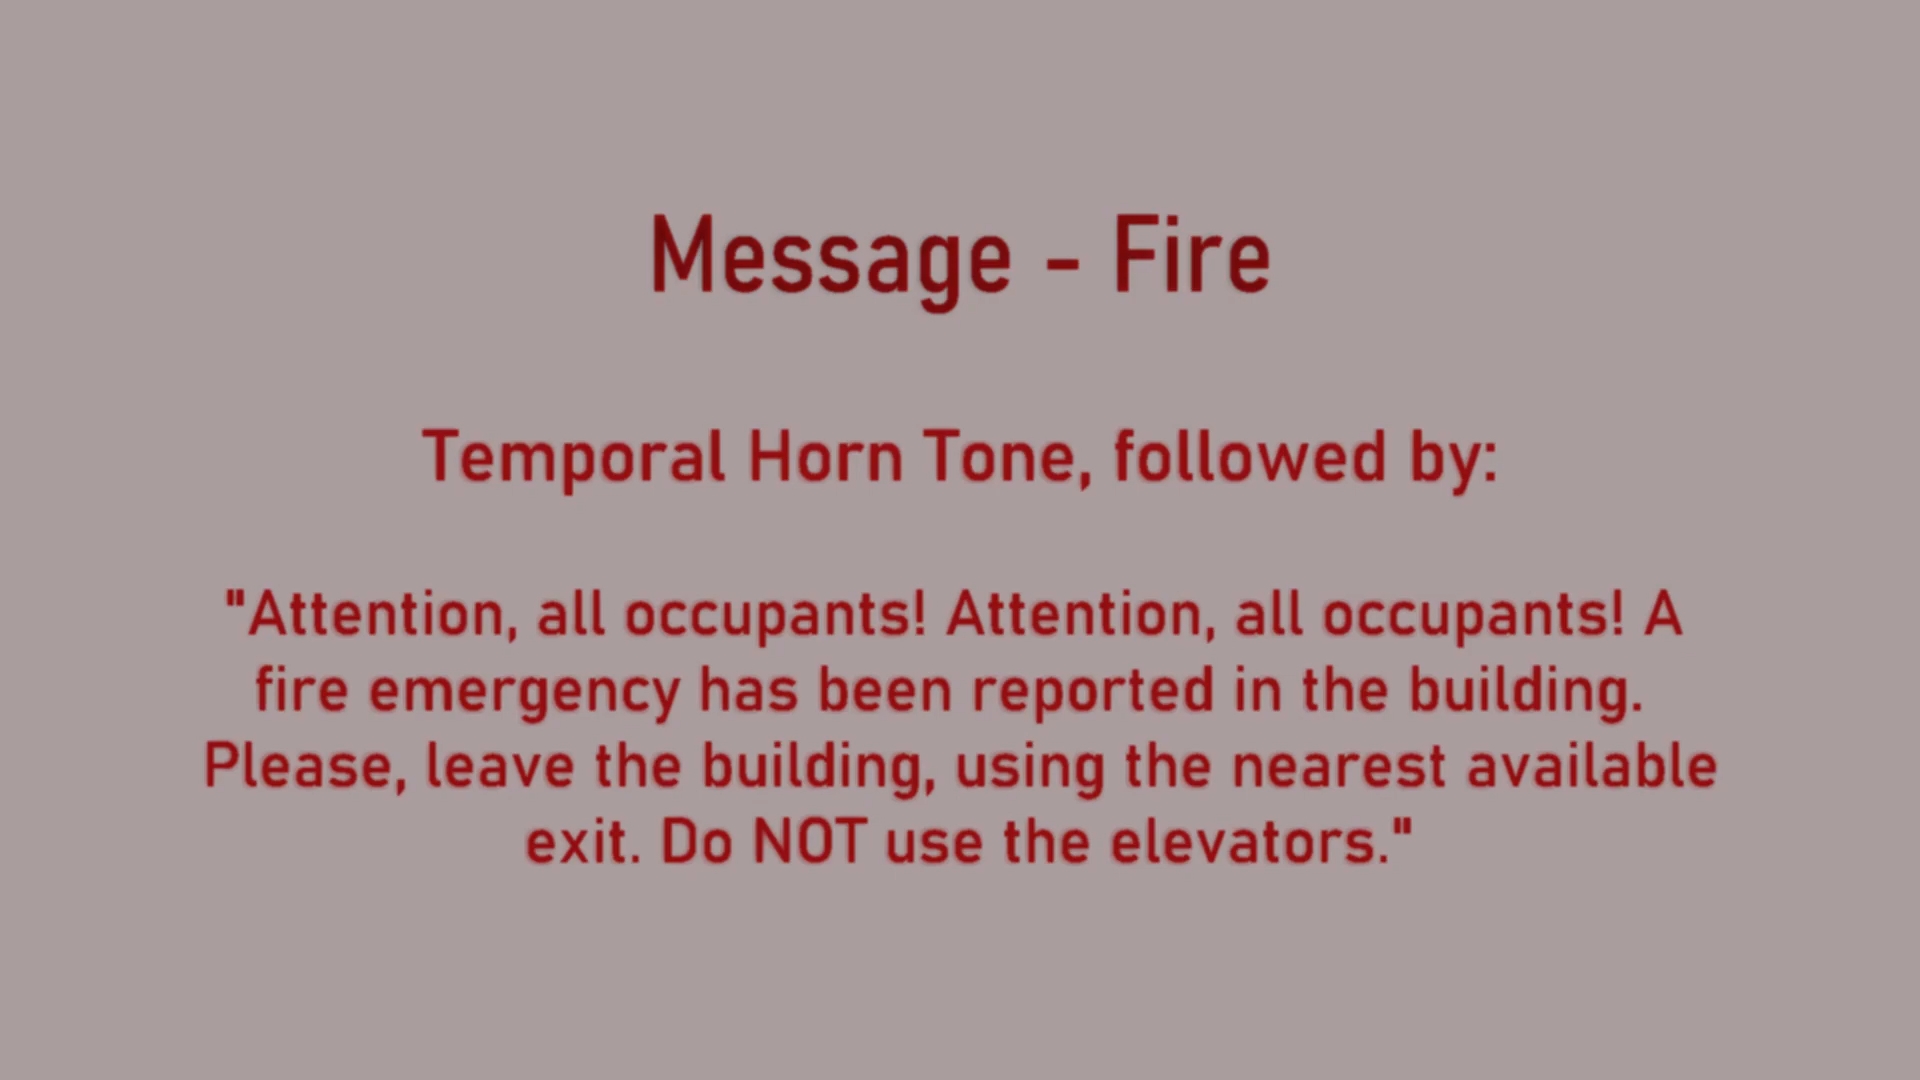 Message - Fire
Temporal Horn Tone, followed by:
"Attention, all occupants! Attention, all occupants! A
fire emergency has been reported in the building.
Please, leave the building, using the nearest available
exit. Do NOT use the elevators."